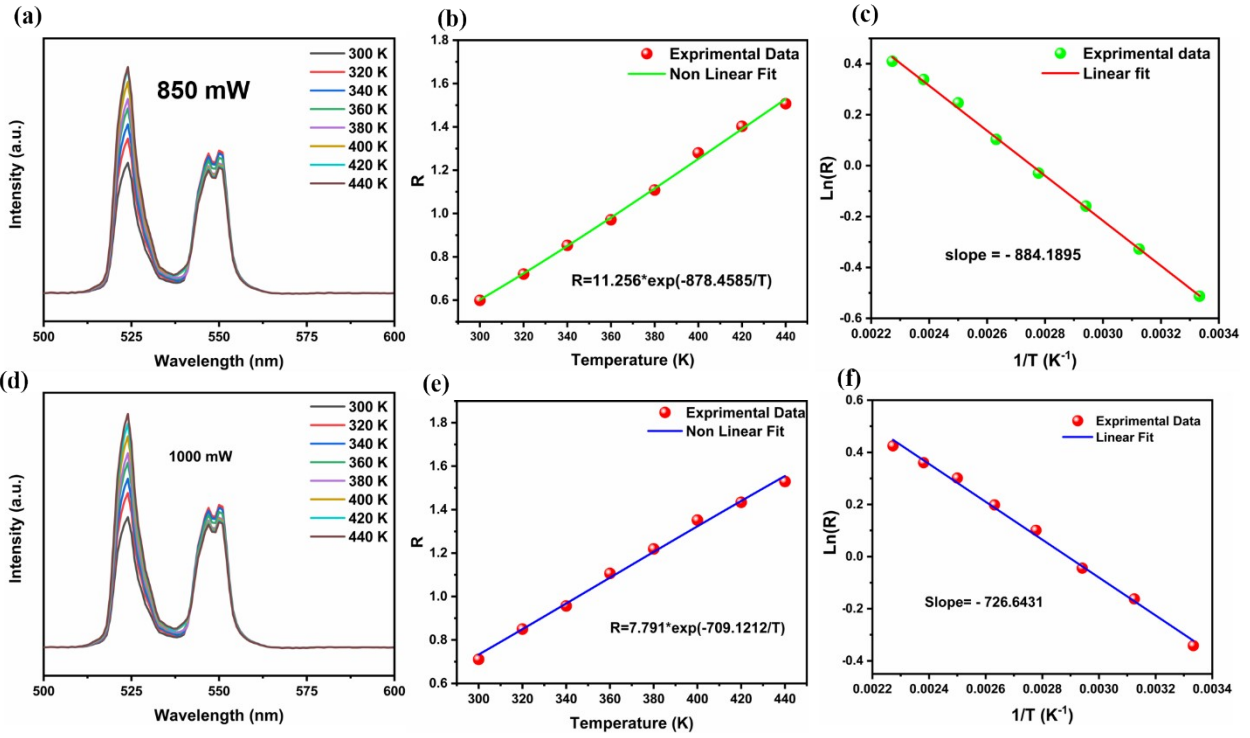 (a)
850 mW
300 K
320 K
340 K
360 K
380 K
400 K
420 K
440 K
Intensity (a.u.)
500 525 550 575 600
Wavelength (nm)
(b)
Exprimental Data
Non Linear Fit
R=11.256*exp(-878.4585/T)
R
1.8
1.6
1.4
1.2
1.0
0.8
0.6
300 320 340 360 380 400 420 440
Temperature (K)
(c)
Exprimental data
Linear fit
slope = - 884.1895
Ln(R)
0.4
0.2
0.0
-0.2
-0.4
-0.6
0.0022 0.0024 0.0026 0.0028 0.0030 0.0032 0.0034
1/T (K⁻¹)
(d)
1000 mW
300 K
320 K
340 K
360 K
380 K
400 K
420 K
440 K
Intensity (a.u.)
500 525 550 575 600
Wavelength (nm)
(e)
Exprimental Data
Non Linear Fit
R=7.791*exp(-709.1212/T)
R
1.8
1.6
1.4
1.2
1.0
0.8
0.6
300 320 340 360 380 400 420 440
Temperature (K)
(f)
Exprimental Data
Linear Fit
Slope= - 726.6431
Ln(R)
0.6
0.4
0.2
0.0
-0.2
-0.4
0.0022 0.0024 0.0026 0.0028 0.0030 0.0032 0.0034
1/T (K⁻¹)